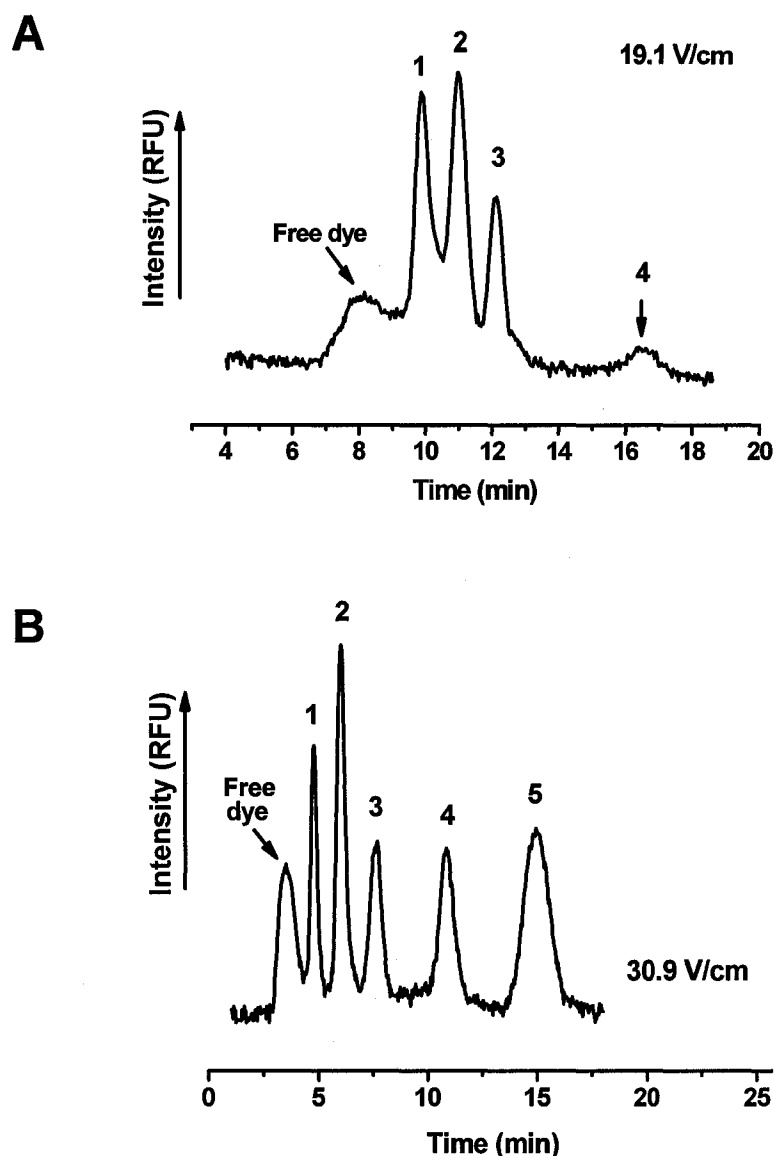 A
19.1 V/cm
Intensity (RFU)
Free dye
1
2
3
4
4 6 8 10 12 14 16 18 20
Time (min)
B
30.9 V/cm
Intensity (RFU)
Free
dye
1
2
3
4
5
0 5 10 15 20 25
Time (min)